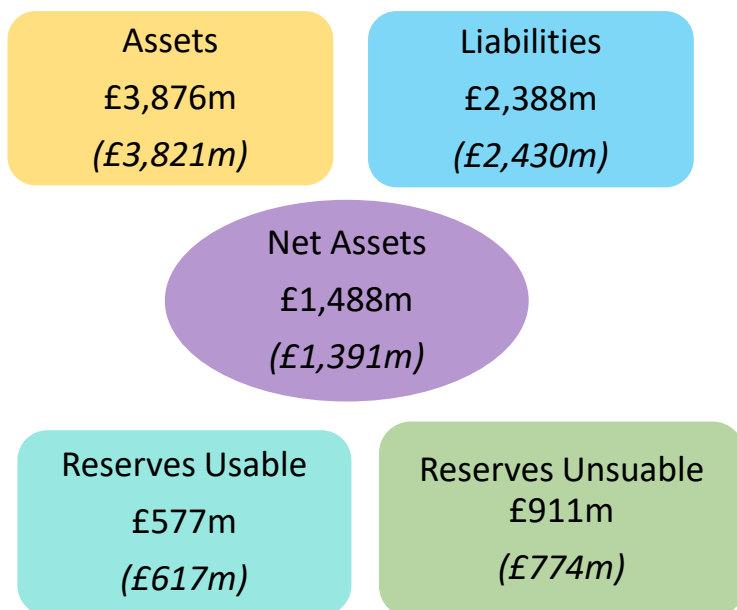 Assets
£3,876m
(£3,821m)
Liabilities
£2,388m
(£2,430m)
Net Assets
£1,488m
(£1,391m)
Reserves Usable
£577m
(£617m)
Reserves Unsuable
£911m
(£774m)